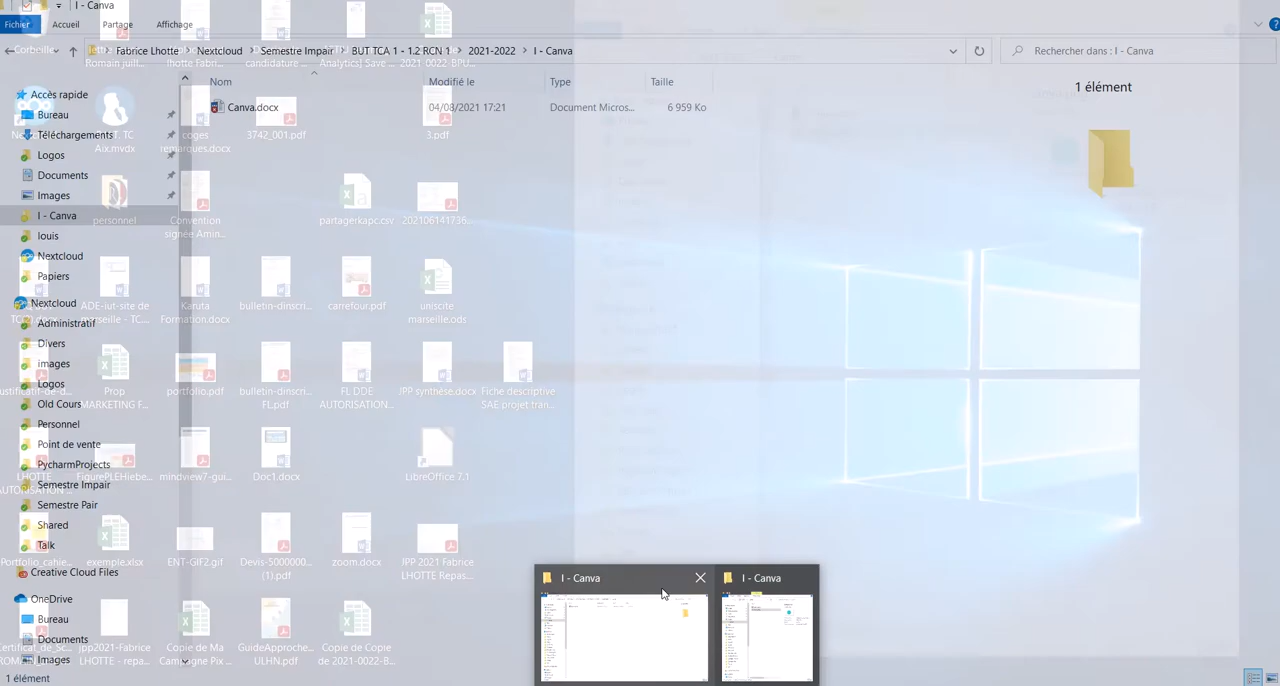 I - Canva
Fichier
Accueil
Partage
Affichage
Corbeille
Romain juill...
lhotte Fabri...
candidature
Analytics] Save ...
2021-0022-BPU...
Fabrice Lhotte
Nextcloud
Semestre Impair
BUT TCA 1 - 1.2 RCN 1
2021-2022
I - Canva
Rechercher dans : I - Canva
Nom
Modifié le
Type
Taille
1 élément
Canva.docx
04/08/2021 17:21
Document Micros...
6 959 Ko
Accès rapide
Bureau
Téléchargements
Logos
Documents
Images
I - Canva
louis
Nextcloud
Papiers
Nextcloud
Administratif
Divers
images
Logos
Old Cours
Personnel
Point de vente
PycharmProjects
Semestre Impair
Semestre Pair
Shared
Talk
Creative Cloud Files
OneDrive
Bureau
Documents
Images
1 élément
Aix.mvdx
coges
remarques.docx
3742_001.pdf
3.pdf
personnel
Convention
signée Amin...
partagerkapc.csv
202106141736...
ADE-iut-site de
marseille - TC...
Karuta
Formation.docx
bulletin-dinscri...
carrefour.pdf
uniscite
marseille.ods
Prop
MARKETING F...
portfolio.pdf
bulletin-dinscri...
FL.pdf
FL DDE
AUTORISATION...
JPP synthèse.docx
Fiche descriptive
SAE projet tran...
LHOTTE
AUTORISATION ...
FigurePLEHiebe...
mindview7-gui...
Doc1.docx
LibreOffice 7.1
Portfolio_cahie...
exemple.xlsx
ENT-GIF2.gif
Devis-5000000...
(1).pdf
zoom.docx
JPP 2021 Fabrice
LHOTTE Repas...
jpp2021-Fabrice
LHOTTE - repa...
Copie de Ma
Campagne Pix ...
GuideApproche...
ULHN.pdf
Copie de Copie
de 2021-0022-B...
I - Canva
I - Canva